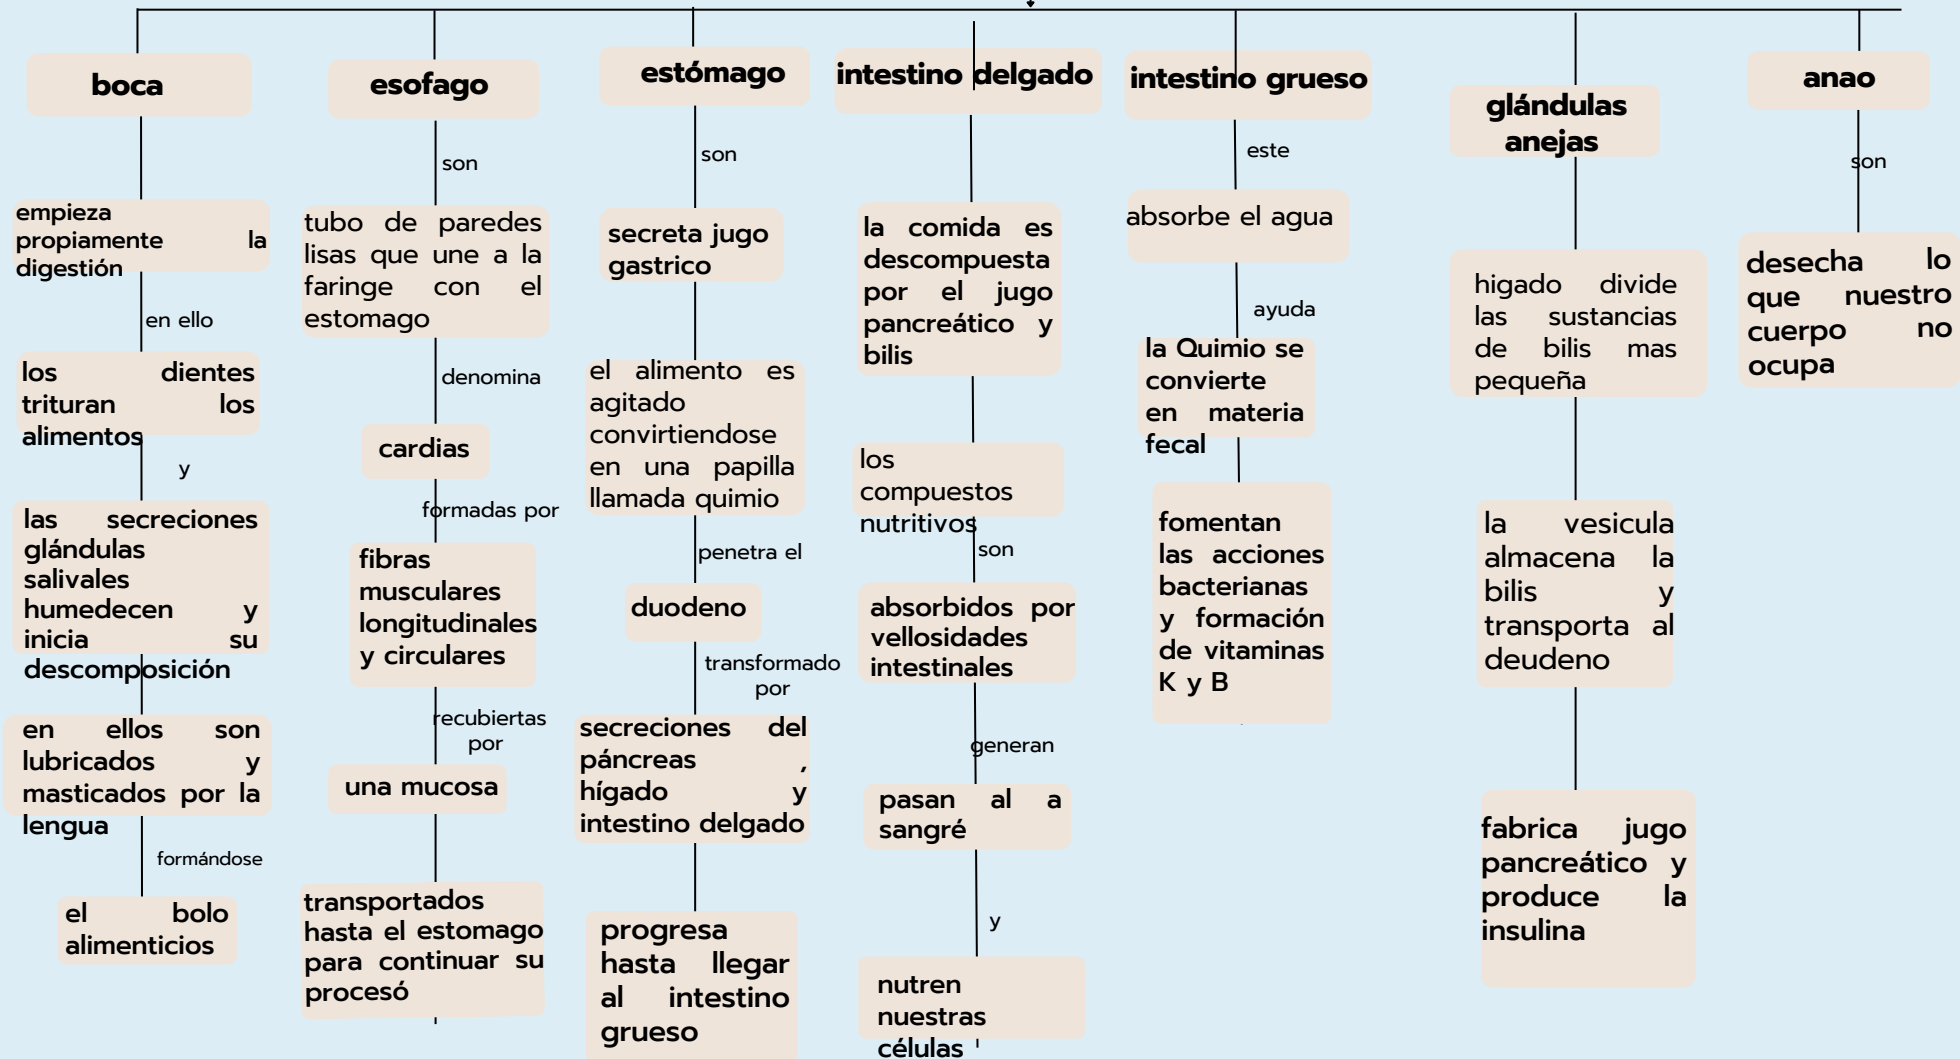 boca
empieza
propiamente la
digestión
en ello
los dientes
trituran los
alimentos
y
las secreciones
glándulas
salivales
humedecen y
inicia su
descomposición
en ellos son
lubricados y
masticados por la
lengua
formándose
el bolo
alimenticios
esofago
son
tubo de paredes
lisas que une a la
faringe con el
estomago
denomina
cardias
formadas por
fibras
musculares
longitudinales
y circulares
recubiertas
por
una mucosa
transportados
hasta el estomago
para continuar su
procesó
estómago
son
secreta jugo
gastrico
el alimento es
agitado
convirtiendose
en una papilla
llamada quimio
penetra el
duodeno
transformado
por
secreciones del
páncreas ,
hígado y
intestino delgado
progresa
hasta llegar
al intestino
grueso
intestino delgado
la comida es
descompuesta
por el jugo
pancreático y
bilis
los
compuestos
nutritivos
son
absorbidos por
vellosidades
intestinales
generan
pasan al a
sangré
y
nutren
nuestras
células
intestino grueso
este
absorbe el agua
ayuda
la Quimio se
convierte
en materia
fecal
fomentan
las acciones
bacterianas
y formación
de vitaminas
K y B
glándulas
anejas
higado divide
las sustancias
de bilis mas
pequeña
la vesicula
almacena la
bilis y
transporta al
deudeno
fabrica jugo
pancreático y
produce la
insulina
anao
son
desecha lo
que nuestro
cuerpo no
ocupa